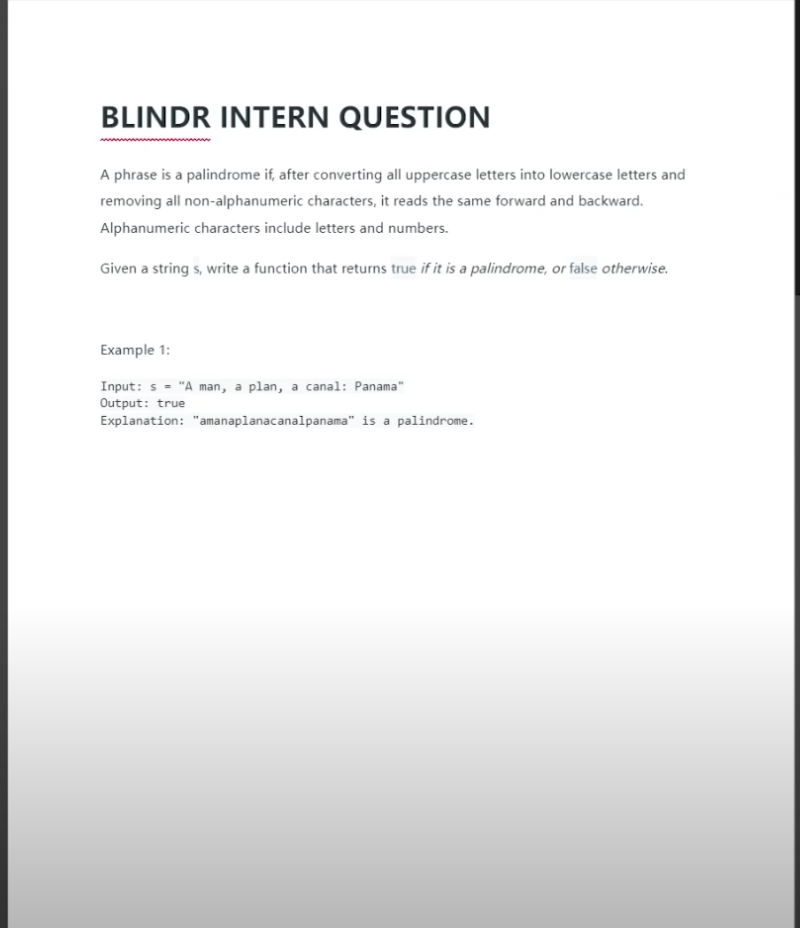 BLINDR INTERN QUESTION
A phrase is a palindrome if, after converting all uppercase letters into lowercase letters and
removing all non-alphanumeric characters, it reads the same forward and backward.
Alphanumeric characters include letters and numbers.
Given a string s, write a function that returns true if it is a palindrome, or false otherwise.
Example 1:
Input: s = "A man, a plan, a canal: Panama"
Output: true
Explanation: "amanaplanacanalpanama" is a palindrome.